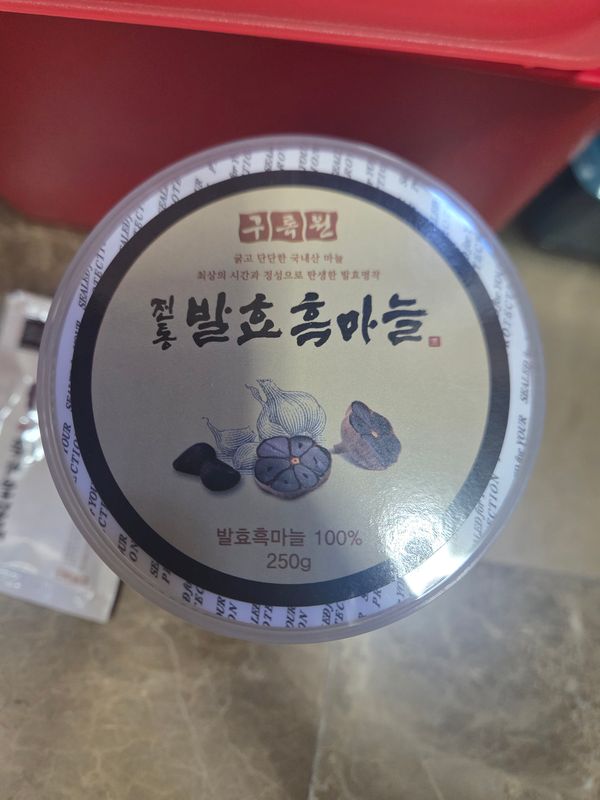 구록원
굵고 단단한 국내산 마늘
최상의 시간과 정성으로 탄생한 발효명작
전통 발효흑마늘
발효흑마늘 100%
250g